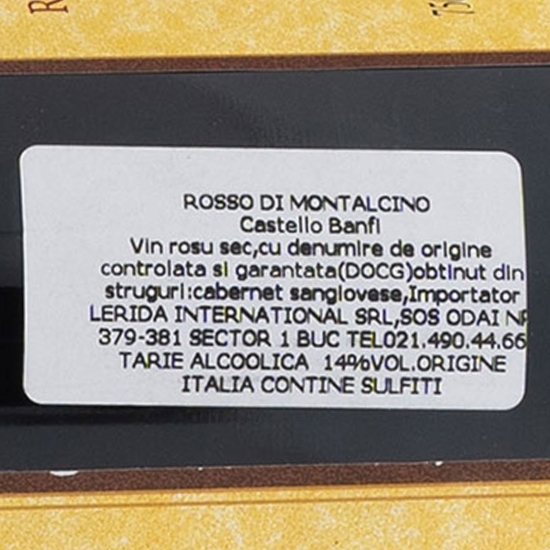 ROSSO DI MONTALCINO
Castello Banfi
Vin rosu sec,cu denumire de origine
controlata si garantata(DOCG)obtinut din
struguri:cabernet sangiovese,Importator
LERIDA INTERNATIONAL SRL,SOS ODAI NR
379-381 SECTOR 1 BUC TEL021.490.44.66
TARIE ALCOOLICA 14%VOL.ORIGINE
ITALIA CONTINE SULFITI